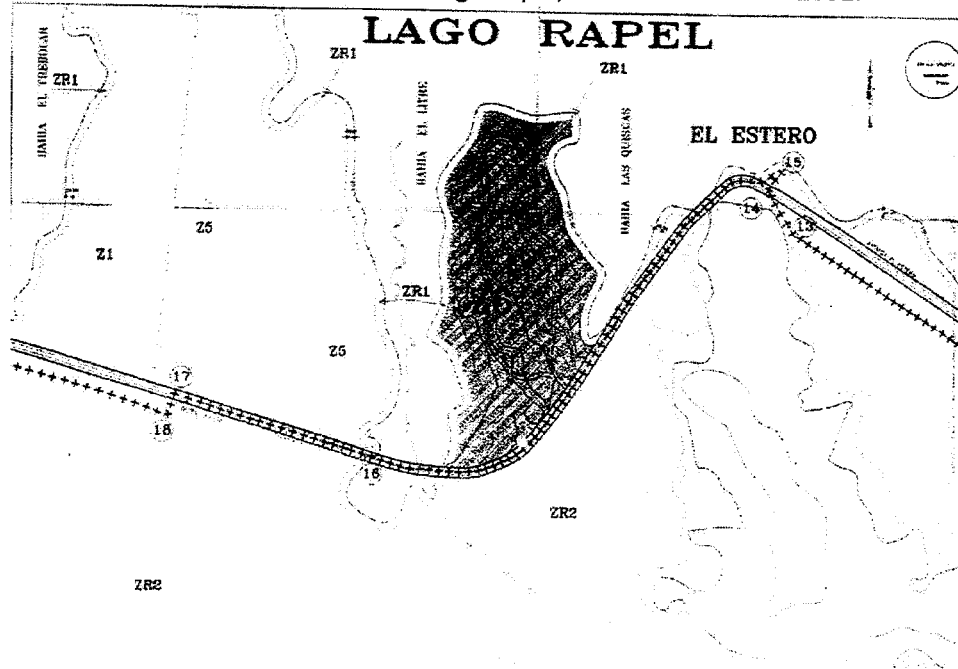 LAGO RAPEL
ZR1
ZR1
ZR1
BAHIA EL TREBOCAR
BAHIA EL LITRE
BAHIA LAS QUISCAS
EL ESTERO
15
14
13
Z1
Z5
ZR1
Z5
17
18
16
ZR2
ZR2